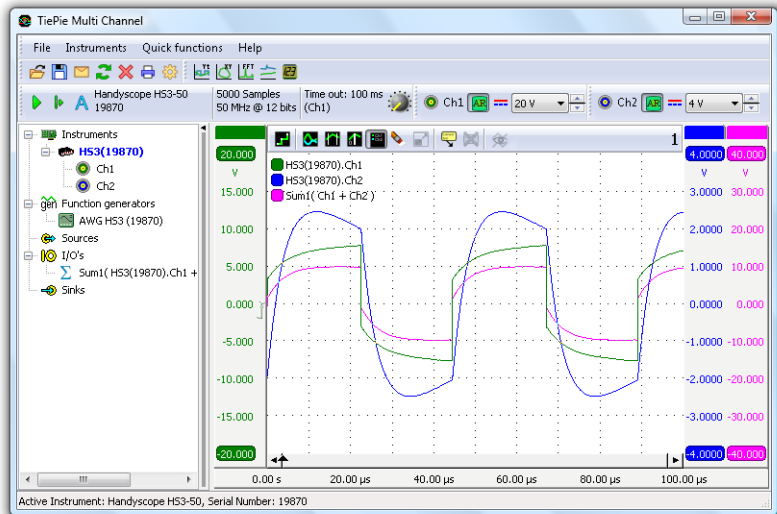 TiePie Multi Channel
File Instruments Quick functions Help
Yt XY FFT
Handyscope HS3-50
19870
5000 Samples
50 MHz @ 12 bits
Time out: 100 ms
(Ch1)
Ch1 AR 20 V
Ch2 AR 4 V
Instruments
HS3(19870)
Ch1
Ch2
gen Function generators
AWG HS3 (19870)
Sources
I/O's
Sum1( HS3(19870).Ch1 +
Sinks
1
HS3(19870).Ch1
HS3(19870).Ch2
Sum1( Ch1 + Ch2 )
20.000
V
15.000
10.000
5.000
0.000
-5.000
-10.000
-15.000
-20.000
4.0000
V
3.0000
2.0000
1.0000
0.0000
-1.0000
-2.0000
-3.0000
-4.0000
40.000
V
30.000
20.000
10.000
0.000
-10.000
-20.000
-30.000
-40.000
0.00 s 20.00 µs 40.00 µs 60.00 µs 80.00 µs 100.00 µs
Active Instrument: Handyscope HS3-50, Serial Number: 19870